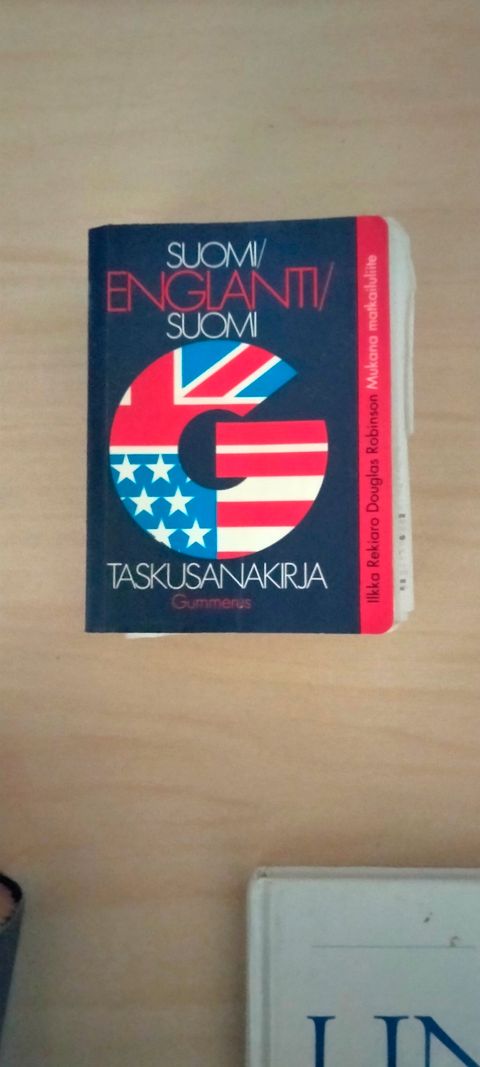 SUOMI/
ENGLANTI/
SUOMI
G
TASKUSANAKIRJA
Gummerus
Ilkka Rekiaro Douglas Robinson Mukana matkailuliite